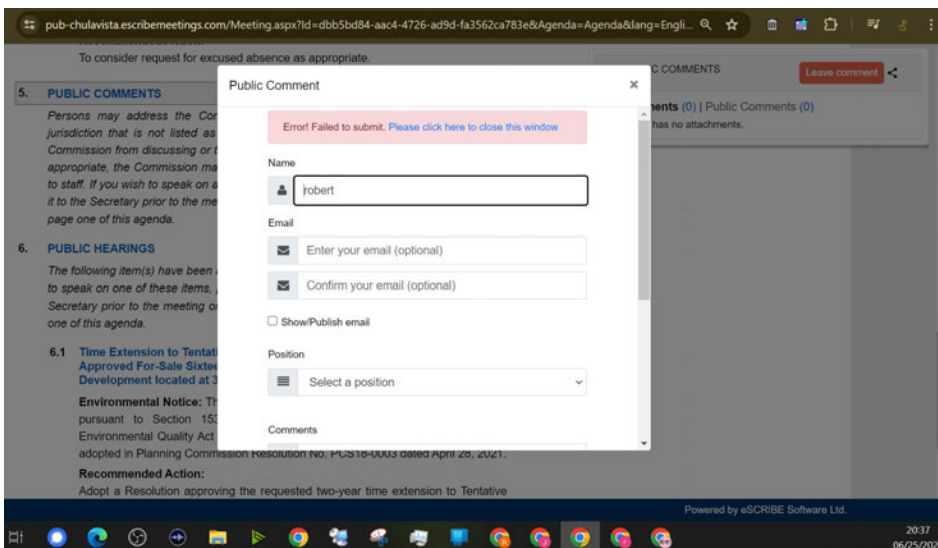 pub-chulavista.escribemeetings.com/Meeting.aspx?Id=dbb5bd84-aac4-4726-ad9d-fa3562ca783e&Agenda=Agenda&lang=Engli...
To consider request for excused absence as appropriate.
C COMMENTS
Leave comment
ents (0) | Public Comments (0)
has no attachments.
5. PUBLIC COMMENTS
Persons may address the Cor
jurisdiction that is not listed as
Commission from discussing or t
appropriate, the Commission ma
to staff. If you wish to speak on a
it to the Secretary prior to the me
page one of this agenda.
6. PUBLIC HEARINGS
The following item(s) have been
to speak on one of these items,
Secretary prior to the meeting or
one of this agenda.
6.1 Time Extension to Tentati
Approved For-Sale Sixtee
Development located at 3
Environmental Notice: Th
pursuant to Section 153
Environmental Quality Act
adopted in Planning Commission Resolution No. PCS18-0003 dated April 28, 2021.
Recommended Action:
Adopt a Resolution approving the requested two-year time extension to Tentative
Public Comment
×
Error! Failed to submit. Please click here to close this window
Name
robert
Email
Enter your email (optional)
Confirm your email (optional)
Show/Publish email
Position
Select a position
Comments
Powered by eSCRIBE Software Ltd.
20:37
06/25/202